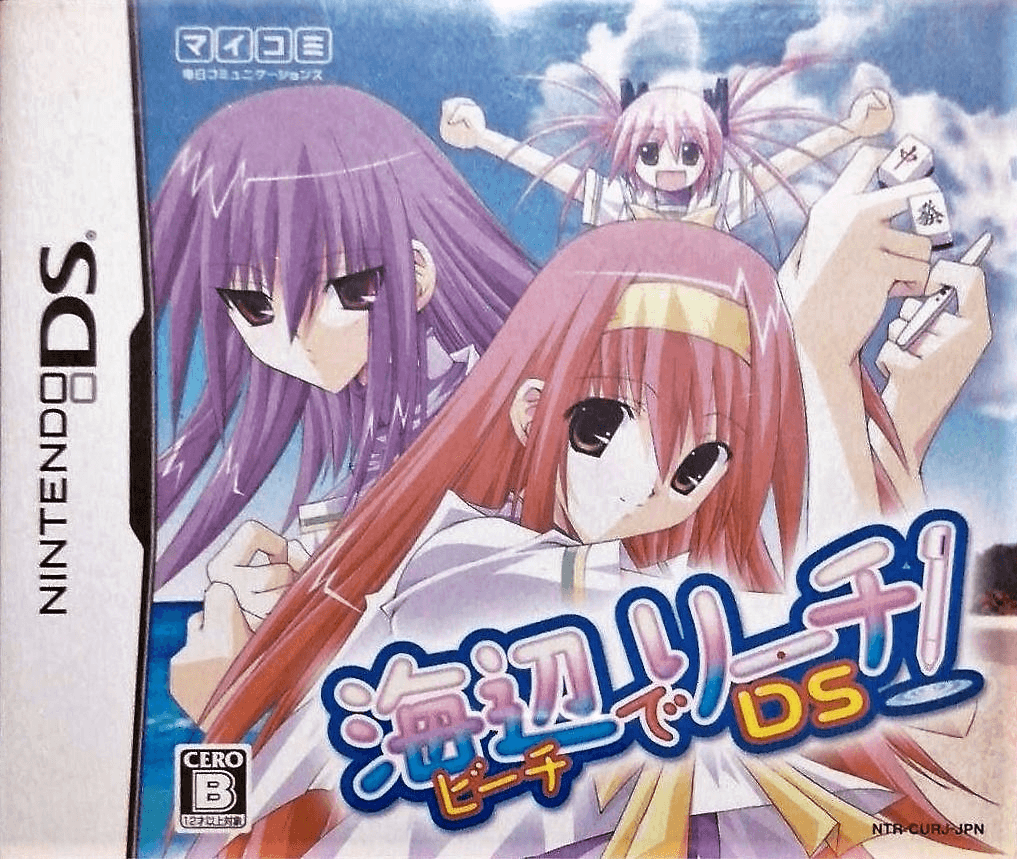 マイコミ
毎日コミュニケーションズ
NINTENDO DS®
中
發
海辺でリーチ!
ビーチ
DS
CERO
B
12才以上対象
NTR-CURJ-JPN